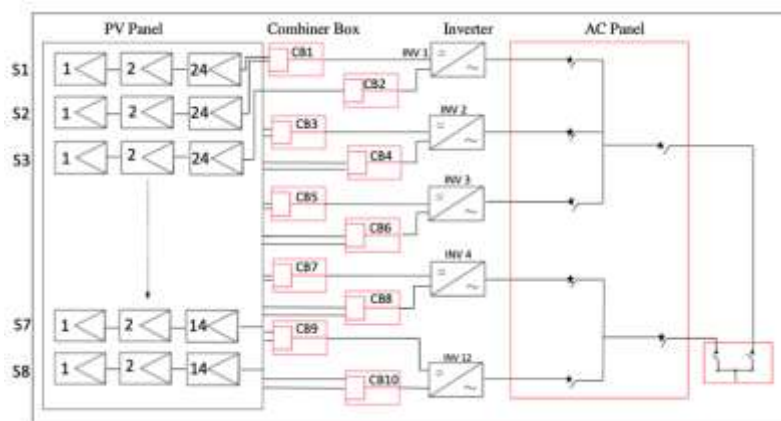 PV Panel Combiner Box Inverter AC Panel
S1 1 2 24 CB1 INV 1
CB2
S2 1 2 24 CB3 INV 2
S3 1 2 24 CB4
CB5 INV 3
CB6
CB7 INV 4
CB8
S7 1 2 14 CB9
S8 1 2 14 CB10 INV 12